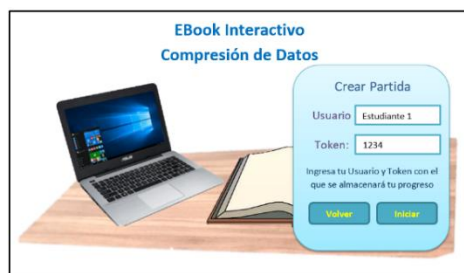 EBook Interactivo
Compresión de Datos
Crear Partida
Usuario Estudiante 1
Token: 1234
Ingresa tu Usuario y Token con el
que se almacenará tu progreso
Volver Iniciar
ASUS